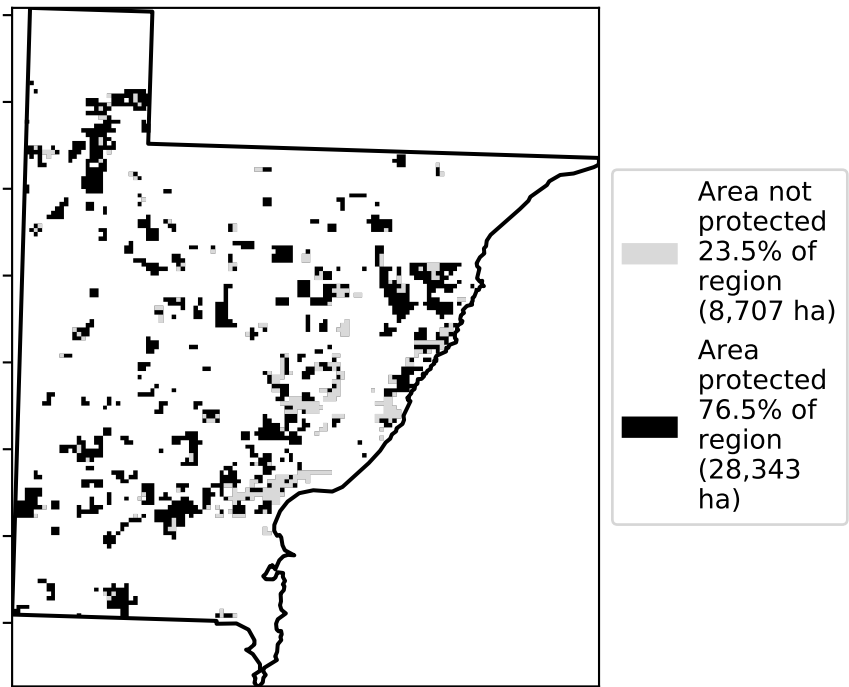 Area not
protected
23.5% of
region
(8,707 ha)
Area
protected
76.5% of
region
(28,343
ha)